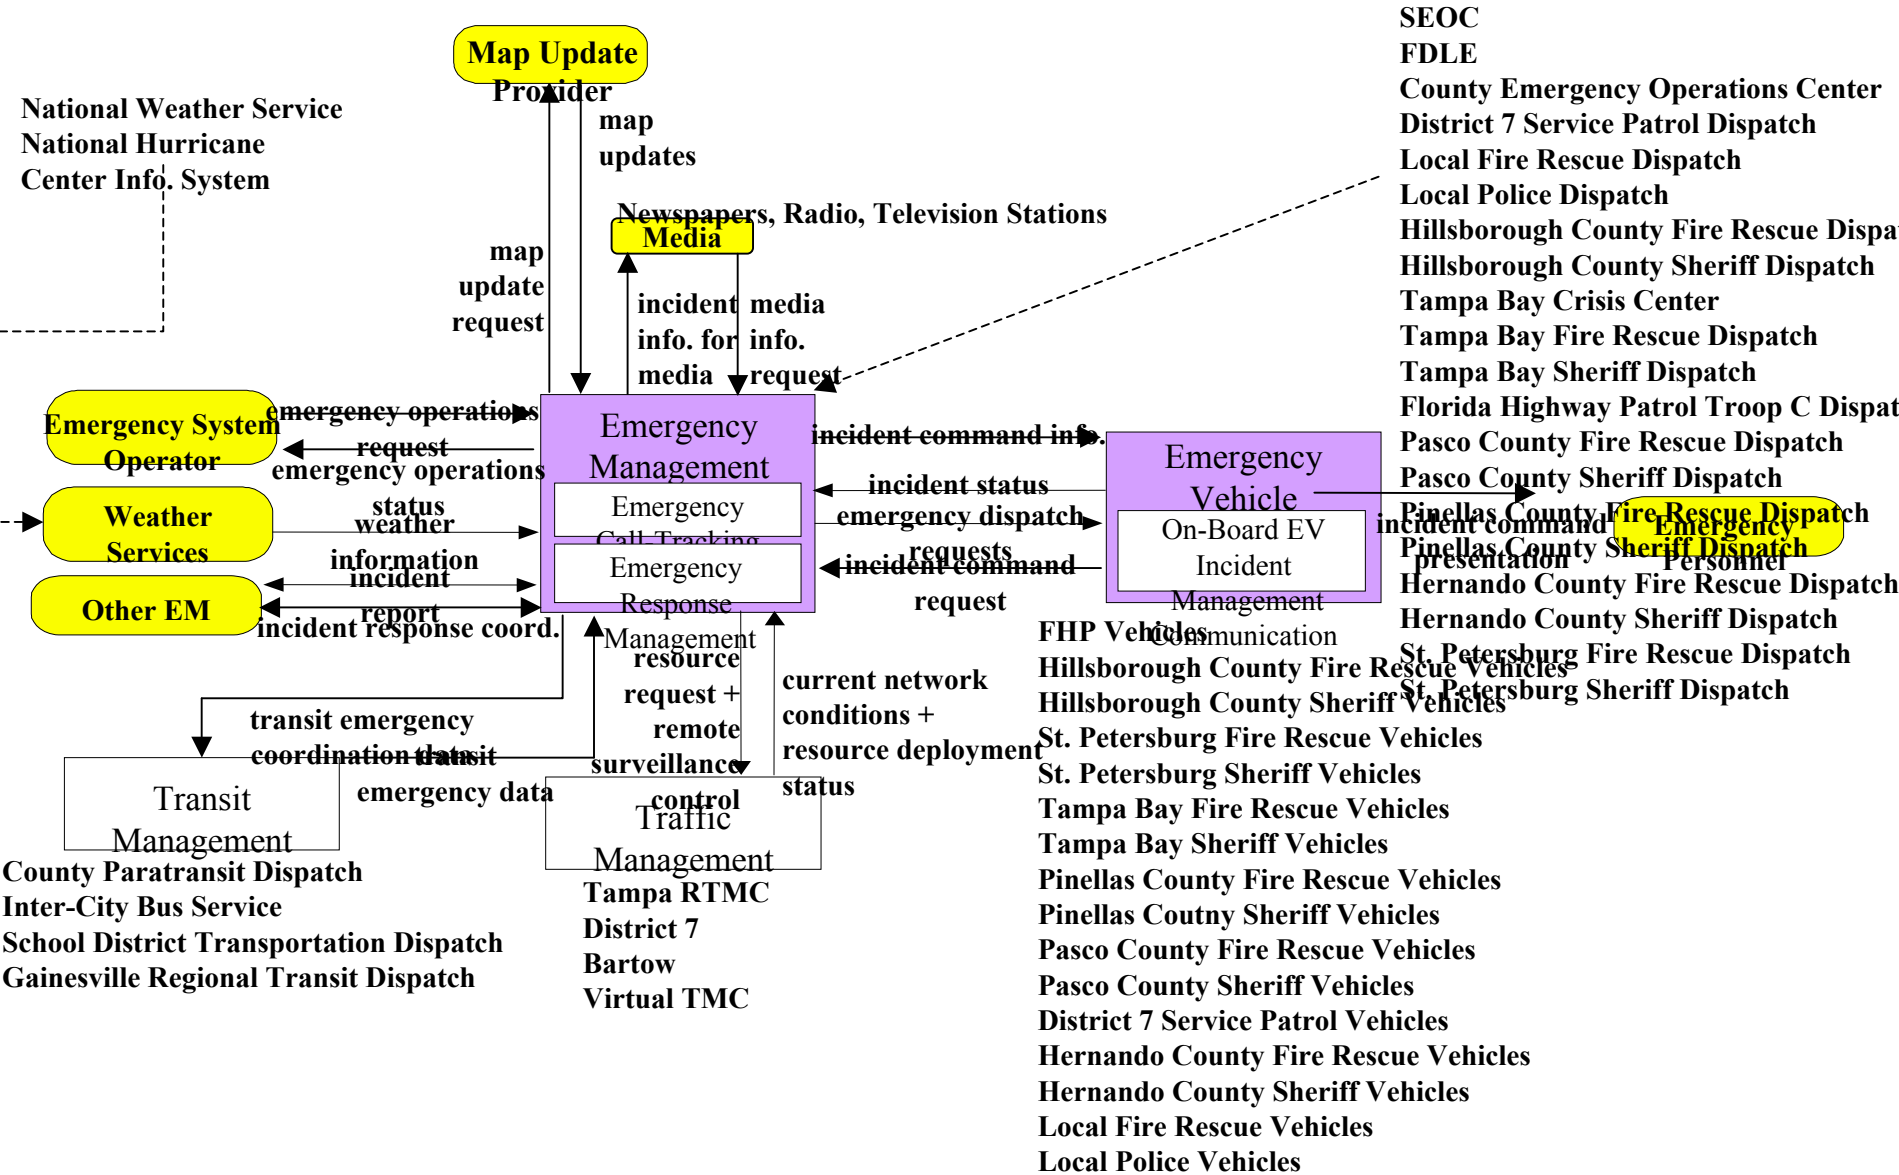 SEOC
FDLE
County Emergency Operations Center
District 7 Service Patrol Dispatch
Local Fire Rescue Dispatch
Local Police Dispatch
Hillsborough County Fire Rescue Dispa
Hillsborough County Sheriff Dispatch
Tampa Bay Crisis Center
Tampa Bay Fire Rescue Dispatch
Tampa Bay Sheriff Dispatch
Florida Highway Patrol Troop C Dispat
Pasco County Fire Rescue Dispatch
Pasco County Sheriff Dispatch
Pinellas County Fire Rescue Dispatch
Pinellas County Sheriff Dispatch
Hernando County Fire Rescue Dispatch
Hernando County Sheriff Dispatch
St. Petersburg Fire Rescue Dispatch
St. Petersburg Sheriff Dispatch
Map Update
Provider
National Weather Service
National Hurricane
Center Info. System
map
updates
Newspapers, Radio, Television Stations
Media
map
update
request
incident
info. for
media
media
info.
request
Emergency System
Operator
emergency operations
request
emergency operations
status
Weather
Services
weather
information
Other EM
incident
report
incident response coord.
Emergency
Management
Emergency
Call-Tracking
Emergency
Response
Management
incident command info.
incident status
emergency dispatch
requests
incident command
request
Emergency
Vehicle
On-Board EV
Incident
Management
Communication
incident command
presentation
Emergency
Personnel
transit emergency
coordination data
transit
emergency data
resource
request +
remote
surveillance
control
current network
conditions +
resource deployment
status
Transit
Management
County Paratransit Dispatch
Inter-City Bus Service
School District Transportation Dispatch
Gainesville Regional Transit Dispatch
Traffic
Management
Tampa RTMC
District 7
Bartow
Virtual TMC
FHP Vehicles
Hillsborough County Fire Rescue Vehicles
Hillsborough County Sheriff Vehicles
St. Petersburg Fire Rescue Vehicles
St. Petersburg Sheriff Vehicles
Tampa Bay Fire Rescue Vehicles
Tampa Bay Sheriff Vehicles
Pinellas County Fire Rescue Vehicles
Pinellas Coutny Sheriff Vehicles
Pasco County Fire Rescue Vehicles
Pasco County Sheriff Vehicles
District 7 Service Patrol Vehicles
Hernando County Fire Rescue Vehicles
Hernando County Sheriff Vehicles
Local Fire Rescue Vehicles
Local Police Vehicles